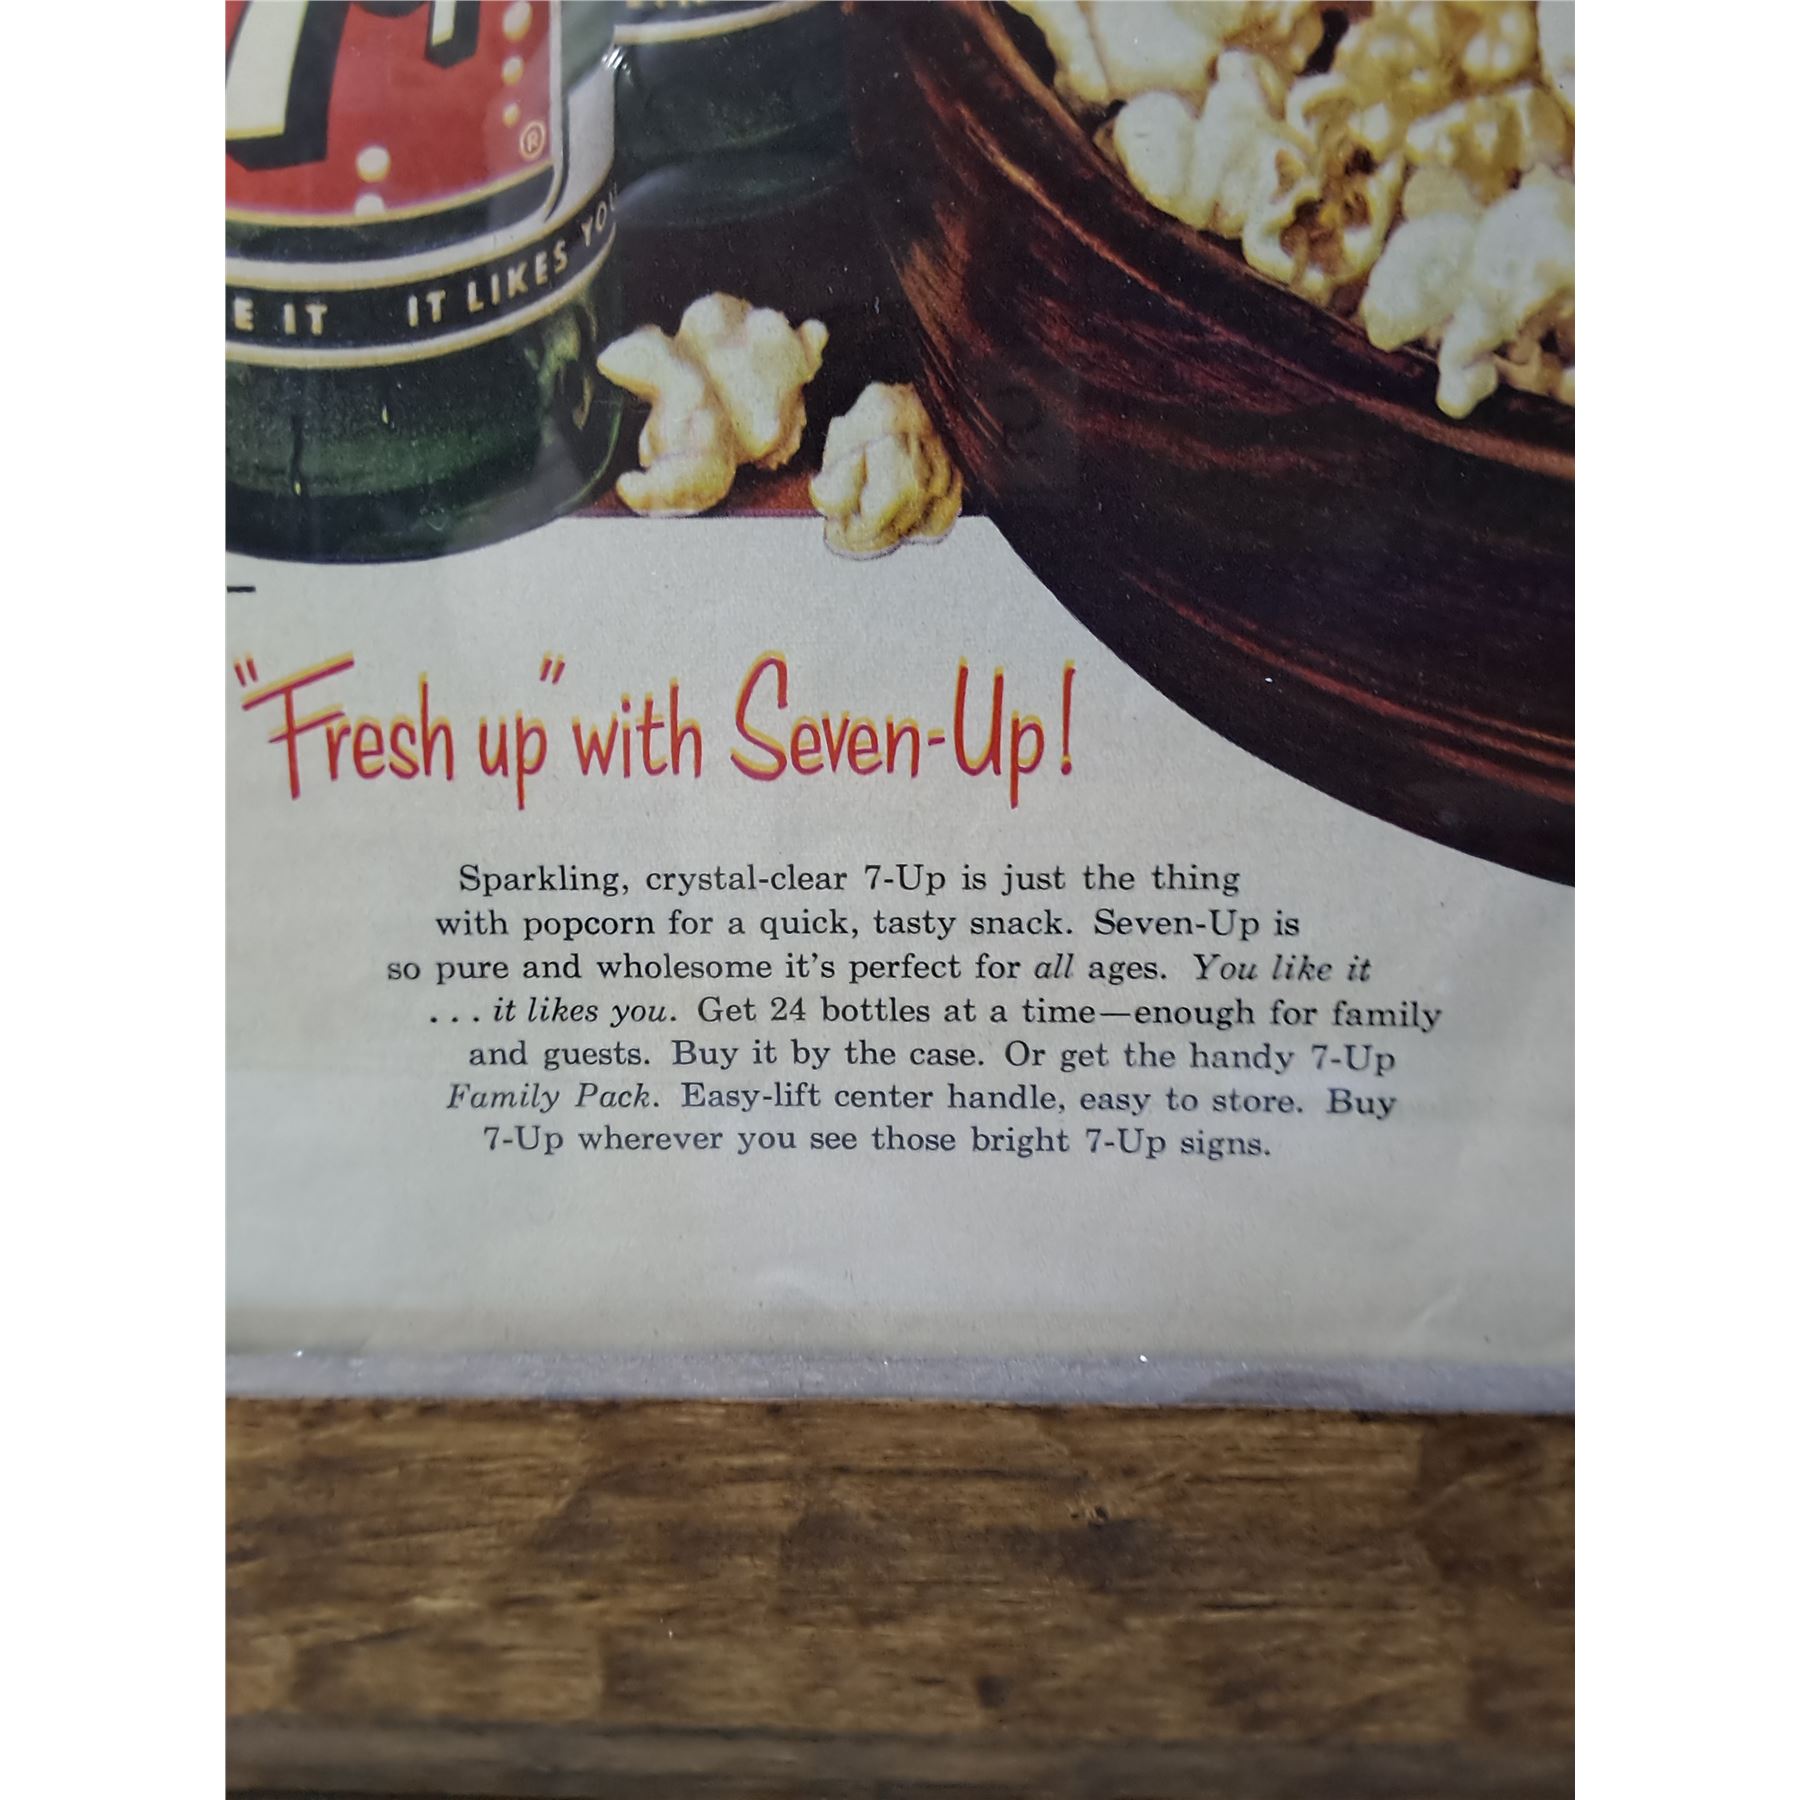 7
®
E IT IT LIKES YOU
"Fresh up" with Seven-Up!
Sparkling, crystal-clear 7-Up is just the thing
with popcorn for a quick, tasty snack. Seven-Up is
so pure and wholesome it's perfect for all ages. You like it
... it likes you. Get 24 bottles at a time—enough for family
and guests. Buy it by the case. Or get the handy 7-Up
Family Pack. Easy-lift center handle, easy to store. Buy
7-Up wherever you see those bright 7-Up signs.